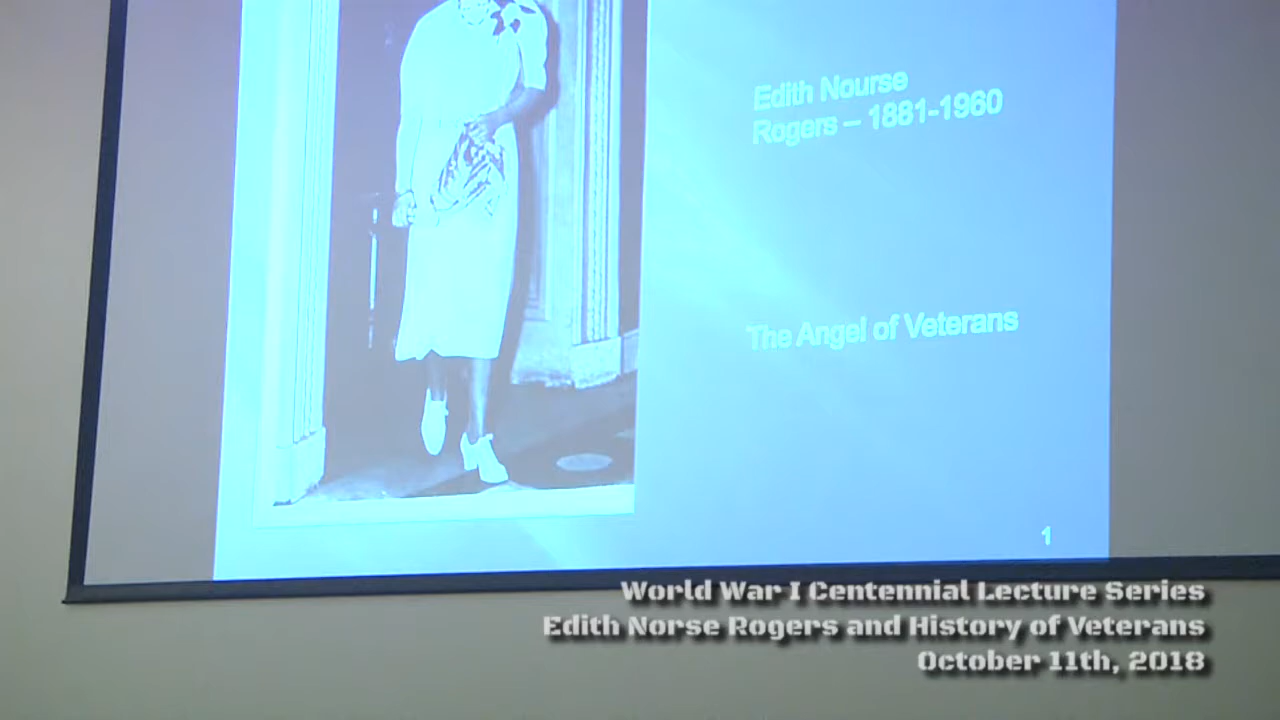 Edith Nourse
Rogers – 1881-1960
The Angel of Veterans
1
World War I Centennial Lecture Series
Edith Norse Rogers and History of Veterans
October 11th, 2018